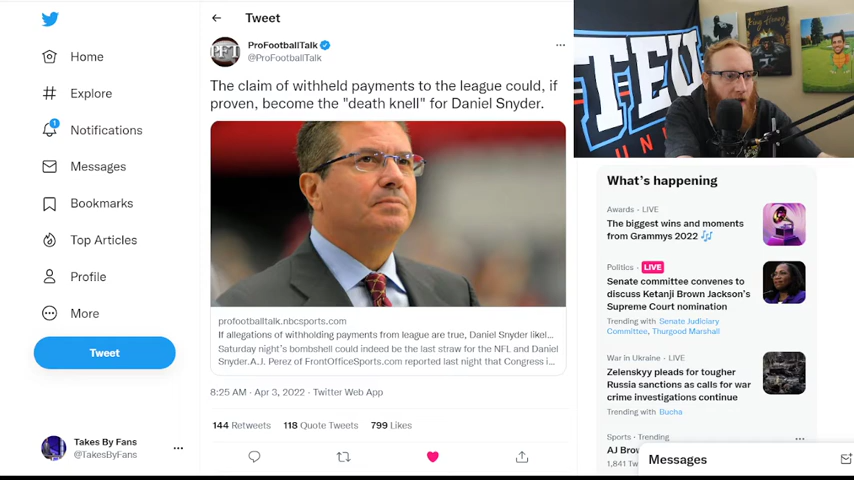 Home
Explore
1
Notifications
Messages
Bookmarks
Top Articles
Profile
More
Tweet
Takes By Fans
@TakesByFans
Tweet
ProFootballTalk
@ProFootballTalk
The claim of withheld payments to the league could, if
proven, become the "death knell" for Daniel Snyder.
profootballtalk.nbcsports.com
If allegations of withholding payments from league are true, Daniel Snyder likel...
Saturday night's bombshell could indeed be the last straw for the NFL and Daniel
Snyder.A.J. Perez of FrontOfficeSports.com reported last night that Congress i...
8:25 AM · Apr 3, 2022 · Twitter Web App
144 Retweets 118 Quote Tweets 799 Likes
TEU
What's happening
Awards · LIVE
The biggest wins and moments
from Grammys 2022
Politics · LIVE
Senate committee convenes to
discuss Ketanji Brown Jackson's
Supreme Court nomination
Trending with Senate Judiciary
Committee, Thurgood Marshall
War in Ukraine · LIVE
Zelenskyy pleads for tougher
Russia sanctions as calls for war
crime investigations continue
Trending with Bucha
Sports · Trending
AJ Brow
1,841 Tw
Messages